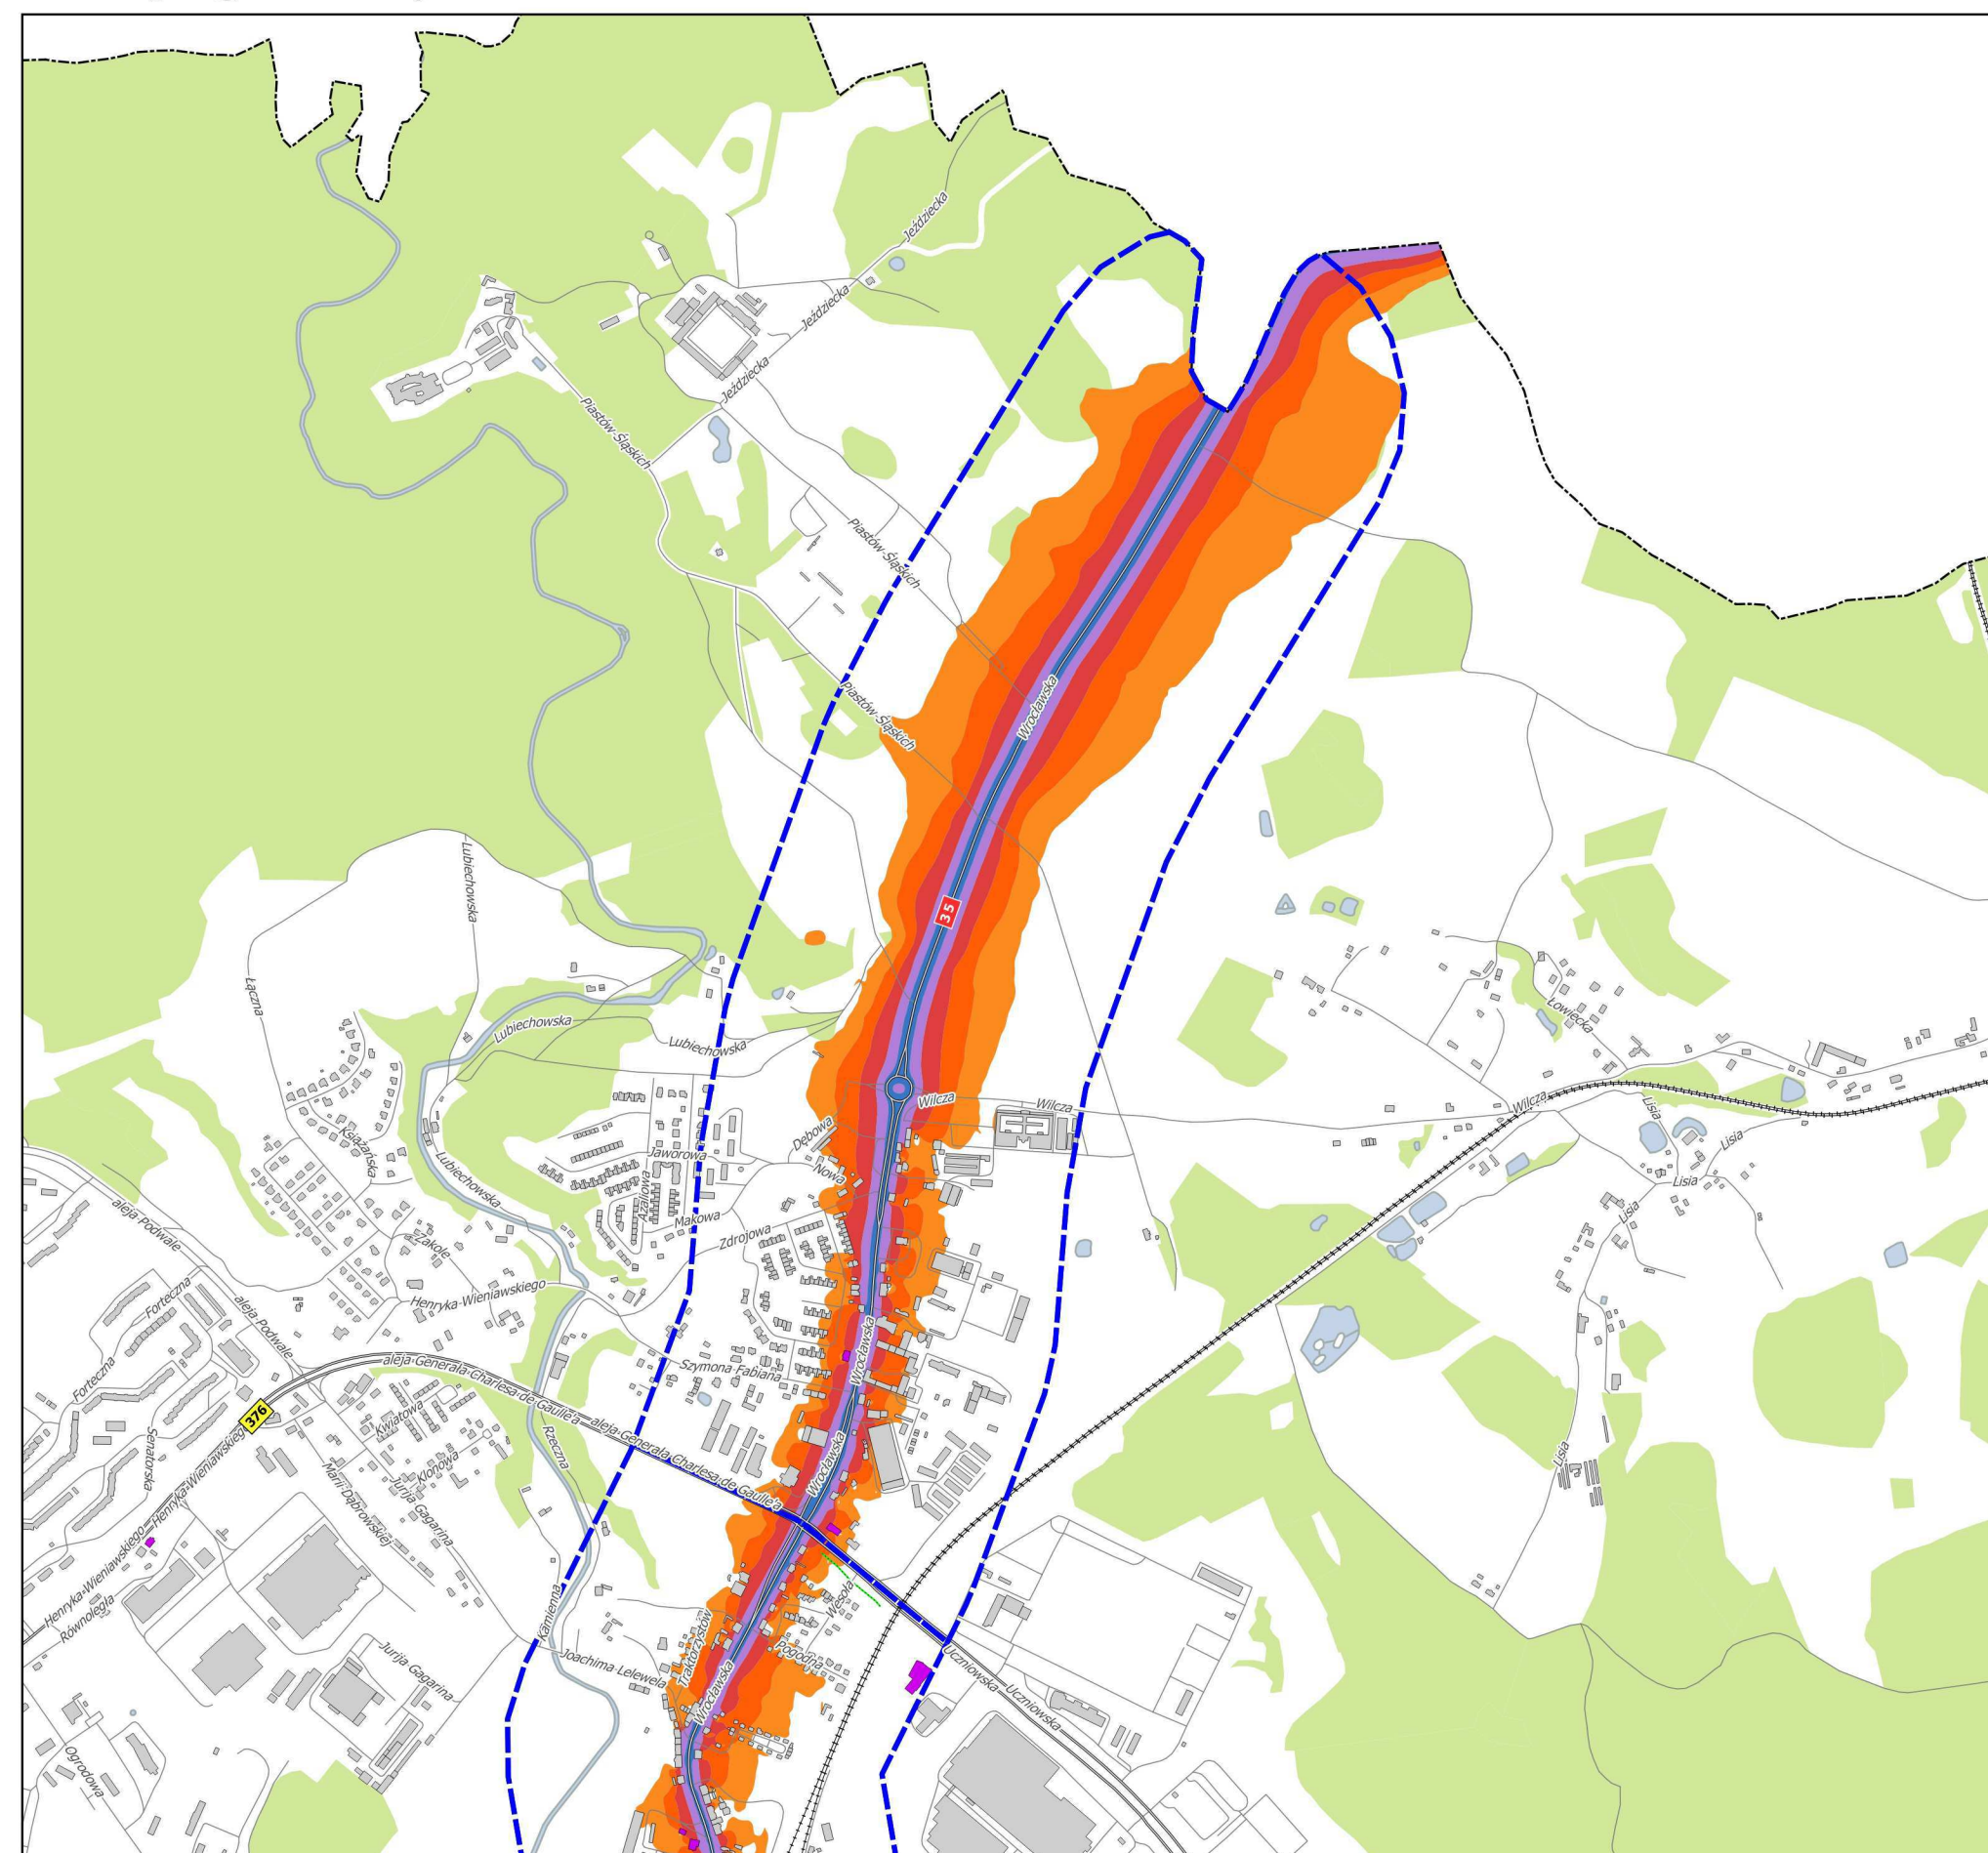 Jeździecka
Jeździecka
Jeździecka
Piastów Śląskich
Piastów Śląskich
Piastów Śląskich
Wrocławska
35
Lubiechowska
Łączna
Łowiecka
Lubiechowska
Lubiechowska
Wilcza
Wilcza
Wilcza
Lisia
Lisia
Lisia
Lisia
Dębowa
Książańska
Jaworowa
Nowa
Lubiechowska
Azaliowa
Makowa
Zdrojowa
aleja Podwale
Zakole
Henryka Wieniawskiego
Forteczna
aleja Podwale
Wrocławska
Szymona Fabiana
aleja Generała Charlesa de Gaulle'a
Forteczna
376
Kwiatowa
aleja Generała Charlesa de Gaulle'a
Rzeczna
Senatorska
Henryka Wieniawskiego
Klonowa
Wrocławska
Lisia
Marii Dąbrowskiej
Jurija Gagarina
Henryka Wieniawskiego
Równoległa
Kamienna
Wesoła
Traktorzystów
Pogodna
Joachima Lelewela
Jurija Gagarina
Uczniowska
Uczniowska
Wrocławska
Ogrodowa